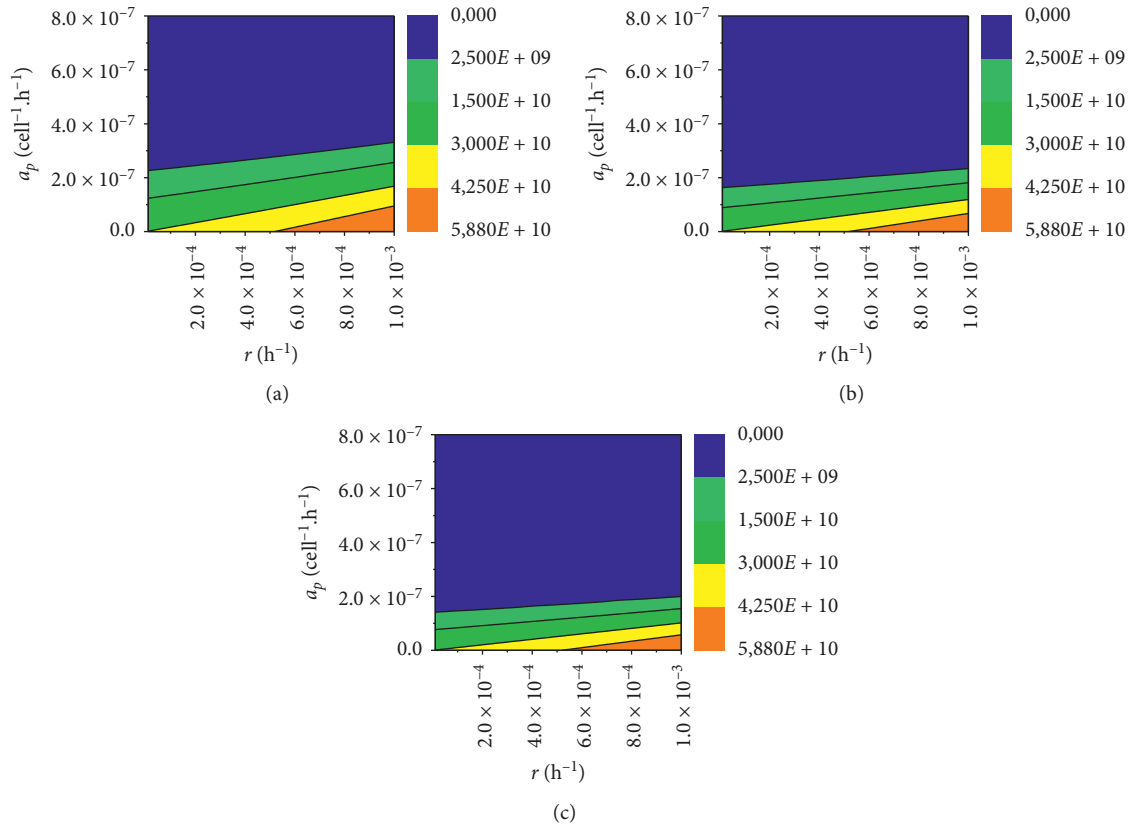 8.0 × 10⁻⁷
6.0 × 10⁻⁷
4.0 × 10⁻⁷
2.0 × 10⁻⁷
0.0
a_p (cell⁻¹.h⁻¹)
2.0 × 10⁻⁴
4.0 × 10⁻⁴
6.0 × 10⁻⁴
8.0 × 10⁻⁴
1.0 × 10⁻³
r (h⁻¹)
0,000
2,500E + 09
1,500E + 10
3,000E + 10
4,250E + 10
5,880E + 10
(a)
8.0 × 10⁻⁷
6.0 × 10⁻⁷
4.0 × 10⁻⁷
2.0 × 10⁻⁷
0.0
a_p (cell⁻¹.h⁻¹)
2.0 × 10⁻⁴
4.0 × 10⁻⁴
6.0 × 10⁻⁴
8.0 × 10⁻⁴
1.0 × 10⁻³
r (h⁻¹)
0,000
2,500E + 09
1,500E + 10
3,000E + 10
4,250E + 10
5,880E + 10
(b)
8.0 × 10⁻⁷
6.0 × 10⁻⁷
4.0 × 10⁻⁷
2.0 × 10⁻⁷
0.0
a_p (cell⁻¹.h⁻¹)
2.0 × 10⁻⁴
4.0 × 10⁻⁴
6.0 × 10⁻⁴
8.0 × 10⁻⁴
1.0 × 10⁻³
r (h⁻¹)
0,000
2,500E + 09
1,500E + 10
3,000E + 10
4,250E + 10
5,880E + 10
(c)